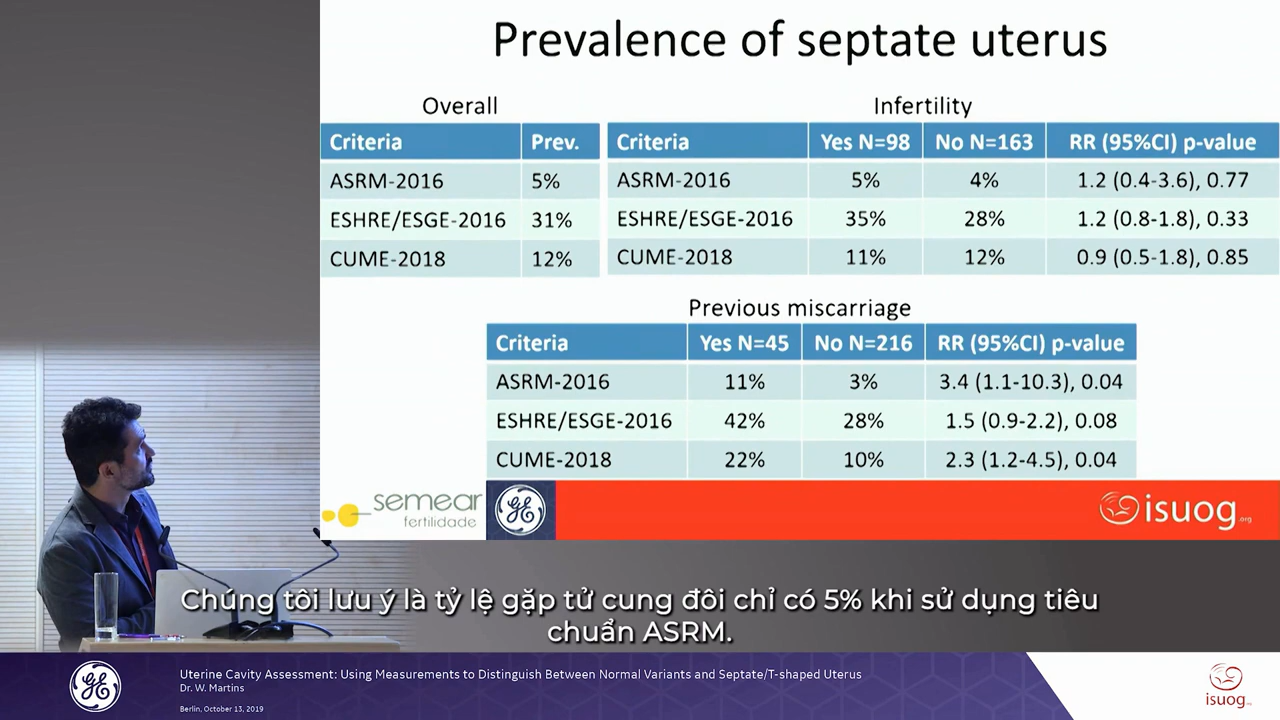 Prevalence of septate uterus
Overall
Criteria Prev.
ASRM-2016 5%
ESHRE/ESGE-2016 31%
CUME-2018 12%
Infertility
Criteria Yes N=98 No N=163 RR (95%CI) p-value
ASRM-2016 5% 4% 1.2 (0.4-3.6), 0.77
ESHRE/ESGE-2016 35% 28% 1.2 (0.8-1.8), 0.33
CUME-2018 11% 12% 0.9 (0.5-1.8), 0.85
Previous miscarriage
Criteria Yes N=45 No N=216 RR (95%CI) p-value
ASRM-2016 11% 3% 3.4 (1.1-10.3), 0.04
ESHRE/ESGE-2016 42% 28% 1.5 (0.9-2.2), 0.08
CUME-2018 22% 10% 2.3 (1.2-4.5), 0.04
semear
fertilidade
GE
isuog.org
Chúng tôi lưu ý là tỷ lệ gặp tử cung đôi chỉ có 5% khi sử dụng tiêu
chuẩn ASRM.
GE
Uterine Cavity Assessment: Using Measurements to Distinguish Between Normal Variants and Septate/T-shaped Uterus
Dr. W. Martins
Berlin, October 13, 2019
isuog.org